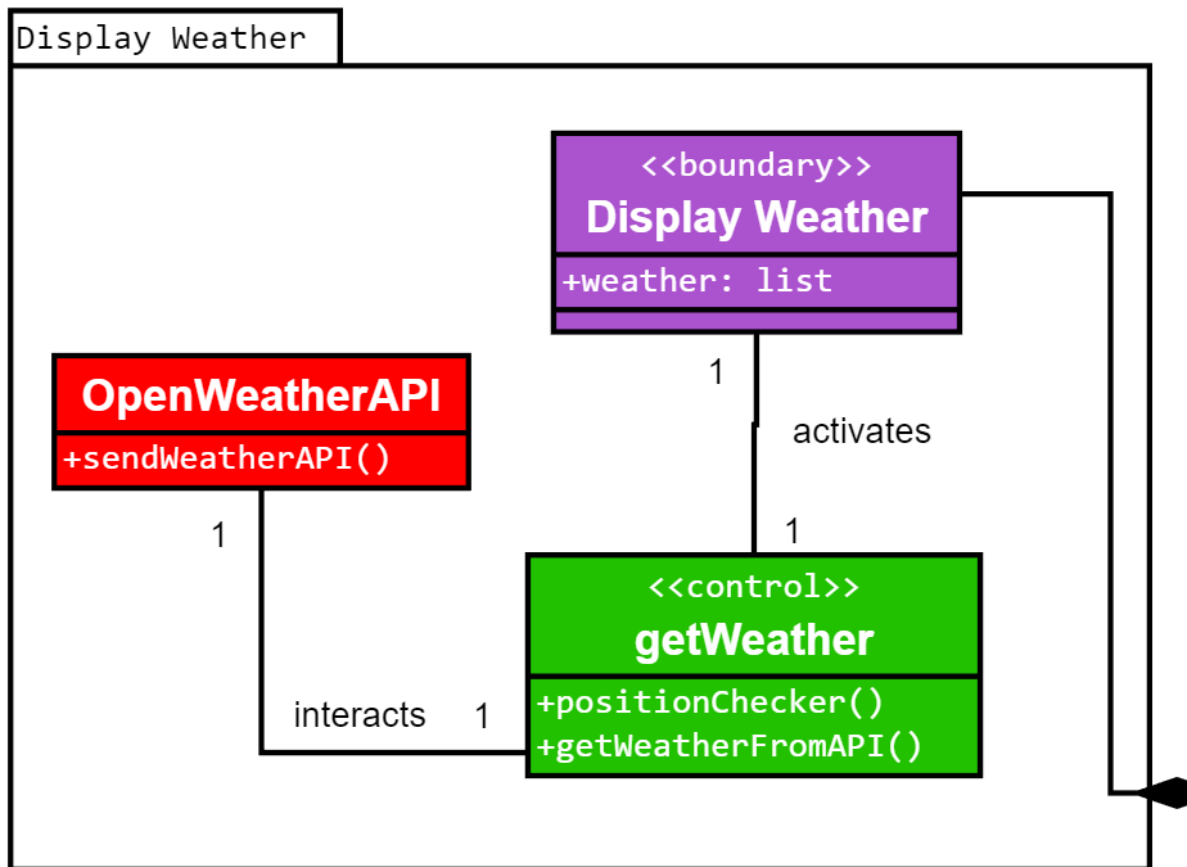 Display Weather
<<boundary>>
Display Weather
+weather: list
1
activates
1
OpenWeatherAPI
+sendWeatherAPI()
1
interacts
1
<<control>>
getWeather
+positionChecker()
+getWeatherFromAPI()